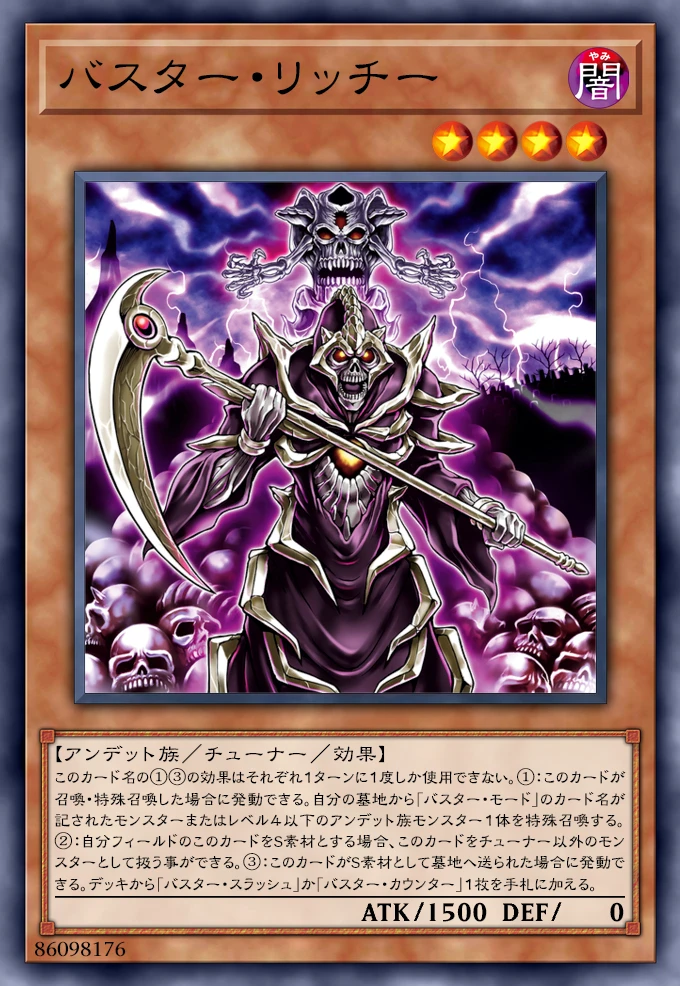 バスター・リッチー
やみ
闇
【アンデット族／チューナー／効果】
このカード名の①③の効果はそれぞれ1ターンに1度しか使用できない。①：このカードが
召喚・特殊召喚した場合に発動できる。自分の墓地から「バスター・モード」のカード名が
記されたモンスターまたはレベル4以下のアンデット族モンスター1体を特殊召喚する。
②：自分フィールドのこのカードをS素材とする場合、このカードをチューナー以外のモン
スターとして扱う事ができる。③：このカードがS素材として墓地へ送られた場合に発動で
きる。デッキから「バスター・スラッシュ」か「バスター・カウンター」1枚を手札に加える。
ATK/1500 DEF/ 0
86098176